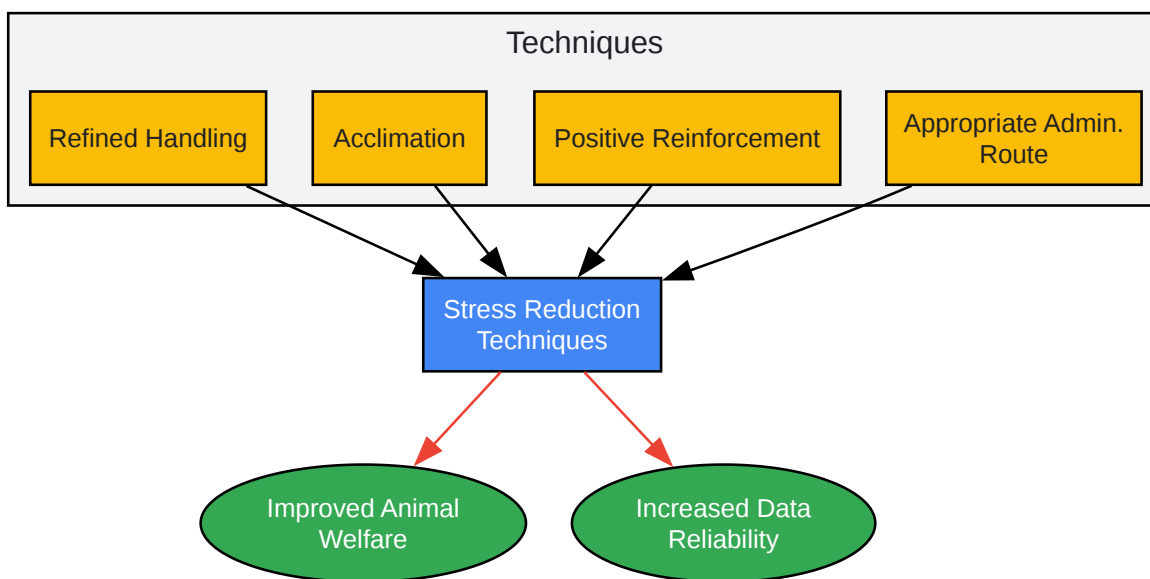 Techniques
Refined Handling
Acclimation
Positive Reinforcement
Appropriate Admin.
Route
Stress Reduction
Techniques
Improved Animal
Welfare
Increased Data
Reliability